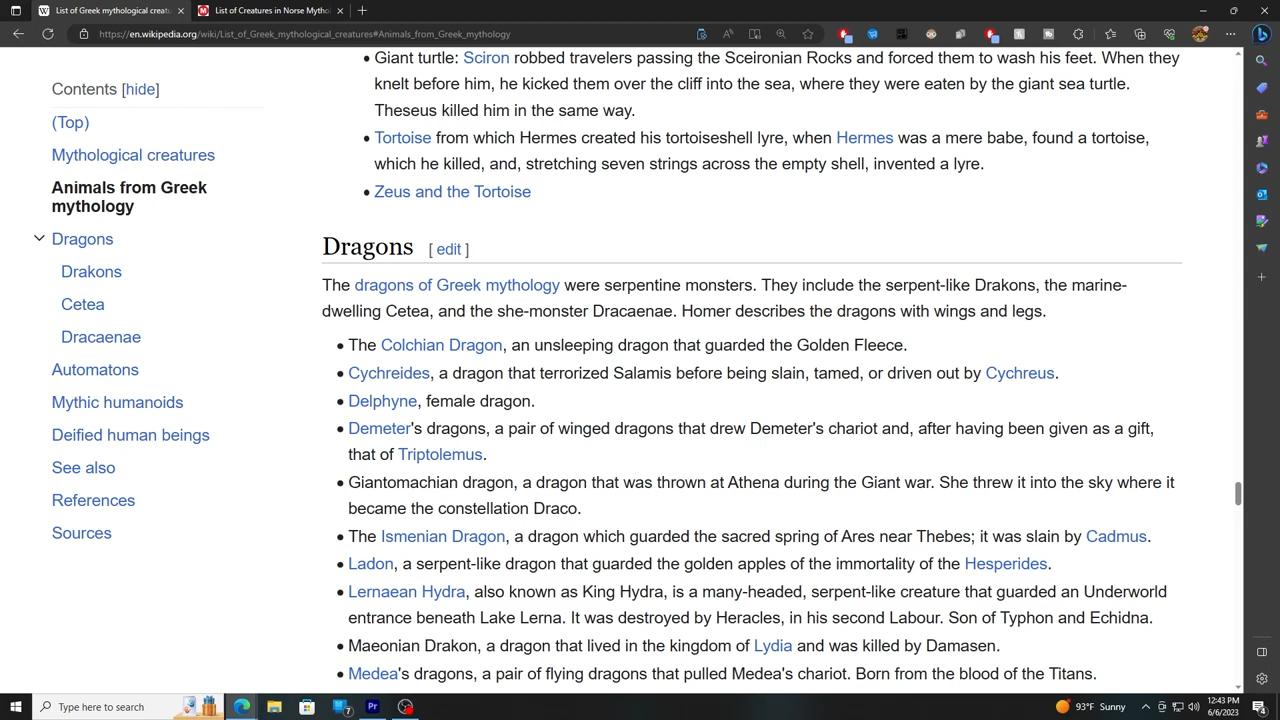 List of Greek mythological creatu
List of Creatures in Norse Mytho
https://en.wikipedia.org/wiki/List_of_Greek_mythological_creatures#Animals_from_Greek_mythology
Contents [hide]
(Top)
Mythological creatures
Animals from Greek
mythology
Dragons
Drakons
Cetea
Dracaenae
Automatons
Mythic humanoids
Deified human beings
See also
References
Sources
• Giant turtle: Sciron robbed travelers passing the Sceironian Rocks and forced them to wash his feet. When they
knelt before him, he kicked them over the cliff into the sea, where they were eaten by the giant sea turtle.
Theseus killed him in the same way.
• Tortoise from which Hermes created his tortoiseshell lyre, when Hermes was a mere babe, found a tortoise,
which he killed, and, stretching seven strings across the empty shell, invented a lyre.
• Zeus and the Tortoise
Dragons [ edit ]
The dragons of Greek mythology were serpentine monsters. They include the serpent-like Drakons, the marine-
dwelling Cetea, and the she-monster Dracaenae. Homer describes the dragons with wings and legs.
• The Colchian Dragon, an unsleeping dragon that guarded the Golden Fleece.
• Cychreides, a dragon that terrorized Salamis before being slain, tamed, or driven out by Cychreus.
• Delphyne, female dragon.
• Demeter's dragons, a pair of winged dragons that drew Demeter's chariot and, after having been given as a gift,
that of Triptolemus.
• Giantomachian dragon, a dragon that was thrown at Athena during the Giant war. She threw it into the sky where it
became the constellation Draco.
• The Ismenian Dragon, a dragon which guarded the sacred spring of Ares near Thebes; it was slain by Cadmus.
• Ladon, a serpent-like dragon that guarded the golden apples of the immortality of the Hesperides.
• Lernaean Hydra, also known as King Hydra, is a many-headed, serpent-like creature that guarded an Underworld
entrance beneath Lake Lerna. It was destroyed by Heracles, in his second Labour. Son of Typhon and Echidna.
• Maeonian Drakon, a dragon that lived in the kingdom of Lydia and was killed by Damasen.
• Medea's dragons, a pair of flying dragons that pulled Medea's chariot. Born from the blood of the Titans.
Type here to search
7
Pr
93°F Sunny
12:43 PM
6/6/2023
4